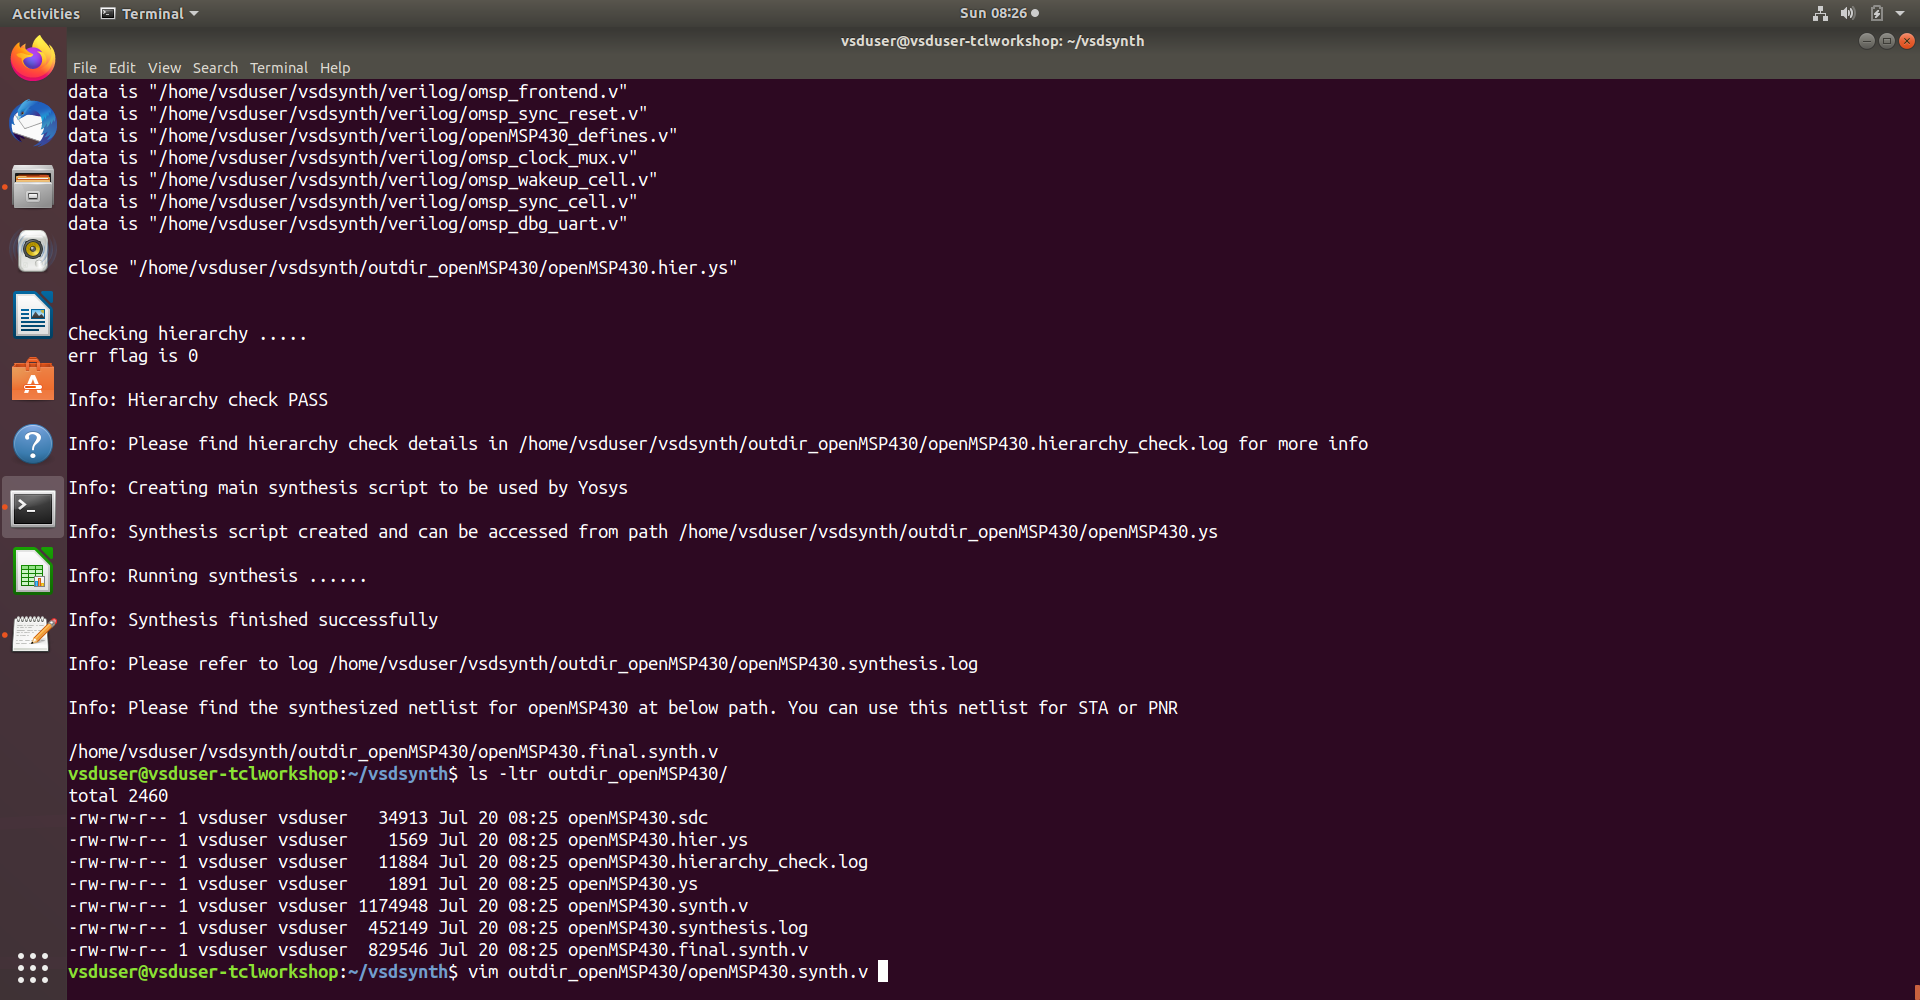 Activities Terminal Sun 08:26
vsduser@vsduser-tclworkshop: ~/vsdsynth
File Edit View Search Terminal Help
data is "/home/vsduser/vsdsynth/verilog/omsp_frontend.v"
data is "/home/vsduser/vsdsynth/verilog/omsp_sync_reset.v"
data is "/home/vsduser/vsdsynth/verilog/openMSP430_defines.v"
data is "/home/vsduser/vsdsynth/verilog/omsp_clock_mux.v"
data is "/home/vsduser/vsdsynth/verilog/omsp_wakeup_cell.v"
data is "/home/vsduser/vsdsynth/verilog/omsp_sync_cell.v"
data is "/home/vsduser/vsdsynth/verilog/omsp_dbg_uart.v"
close "/home/vsduser/vsdsynth/outdir_openMSP430/openMSP430.hier.ys"
Checking hierarchy .....
err flag is 0
Info: Hierarchy check PASS
Info: Please find hierarchy check details in /home/vsduser/vsdsynth/outdir_openMSP430/openMSP430.hierarchy_check.log for more info
Info: Creating main synthesis script to be used by Yosys
Info: Synthesis script created and can be accessed from path /home/vsduser/vsdsynth/outdir_openMSP430/openMSP430.ys
Info: Running synthesis ......
Info: Synthesis finished successfully
Info: Please refer to log /home/vsduser/vsdsynth/outdir_openMSP430/openMSP430.synthesis.log
Info: Please find the synthesized netlist for openMSP430 at below path. You can use this netlist for STA or PNR
/home/vsduser/vsdsynth/outdir_openMSP430/openMSP430.final.synth.v
vsduser@vsduser-tclworkshop:~/vsdsynth$ ls -ltr outdir_openMSP430/
total 2460
-rw-rw-r-- 1 vsduser vsduser   34913 Jul 20 08:25 openMSP430.sdc
-rw-rw-r-- 1 vsduser vsduser    1569 Jul 20 08:25 openMSP430.hier.ys
-rw-rw-r-- 1 vsduser vsduser   11884 Jul 20 08:25 openMSP430.hierarchy_check.log
-rw-rw-r-- 1 vsduser vsduser    1891 Jul 20 08:25 openMSP430.ys
-rw-rw-r-- 1 vsduser vsduser 1174948 Jul 20 08:25 openMSP430.synth.v
-rw-rw-r-- 1 vsduser vsduser  452149 Jul 20 08:25 openMSP430.synthesis.log
-rw-rw-r-- 1 vsduser vsduser  829546 Jul 20 08:25 openMSP430.final.synth.v
vsduser@vsduser-tclworkshop:~/vsdsynth$ vim outdir_openMSP430/openMSP430.synth.v